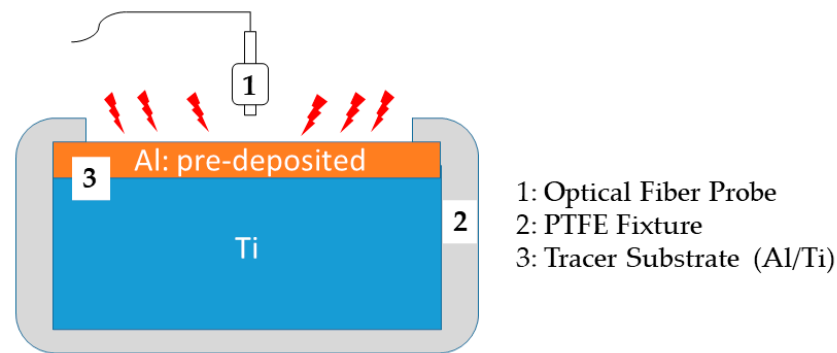 1
Al: pre-deposited
3
2
Ti
1: Optical Fiber Probe
2: PTFE Fixture
3: Tracer Substrate (Al/Ti)